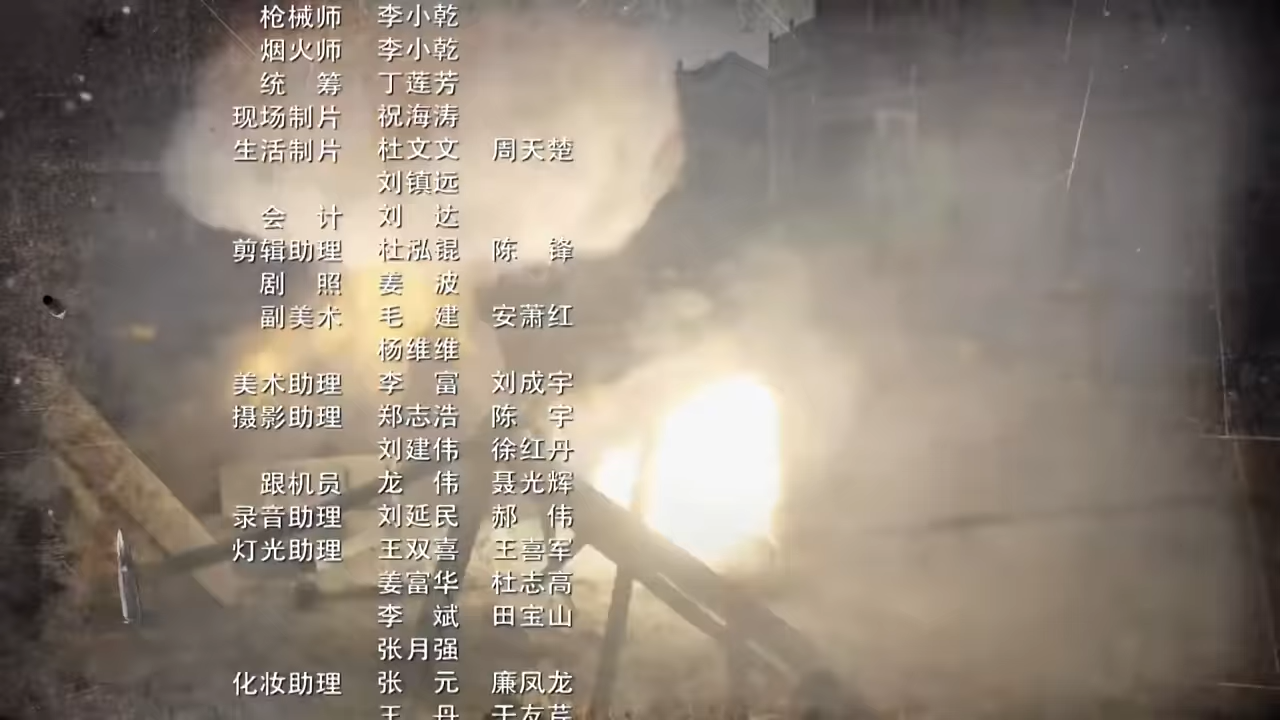 枪械师 李小乾
烟火师 李小乾
统 筹 丁莲芳
现场制片 祝海涛
生活制片 杜文文 周天楚
刘镇远
会 计 刘 达
剪辑助理 杜泓锟 陈 锋
剧 照 姜 波
副美术 毛 建 安萧红
杨维维
美术助理 李 富 刘成宇
摄影助理 郑志浩 陈 宇
刘建伟 徐红丹
跟机员 龙 伟 聂光辉
录音助理 刘延民 郝 伟
灯光助理 王双喜 王喜军
姜富华 杜志高
李 斌 田宝山
张月强
化妆助理 张 元 廉凤龙
王 丹 于友芹